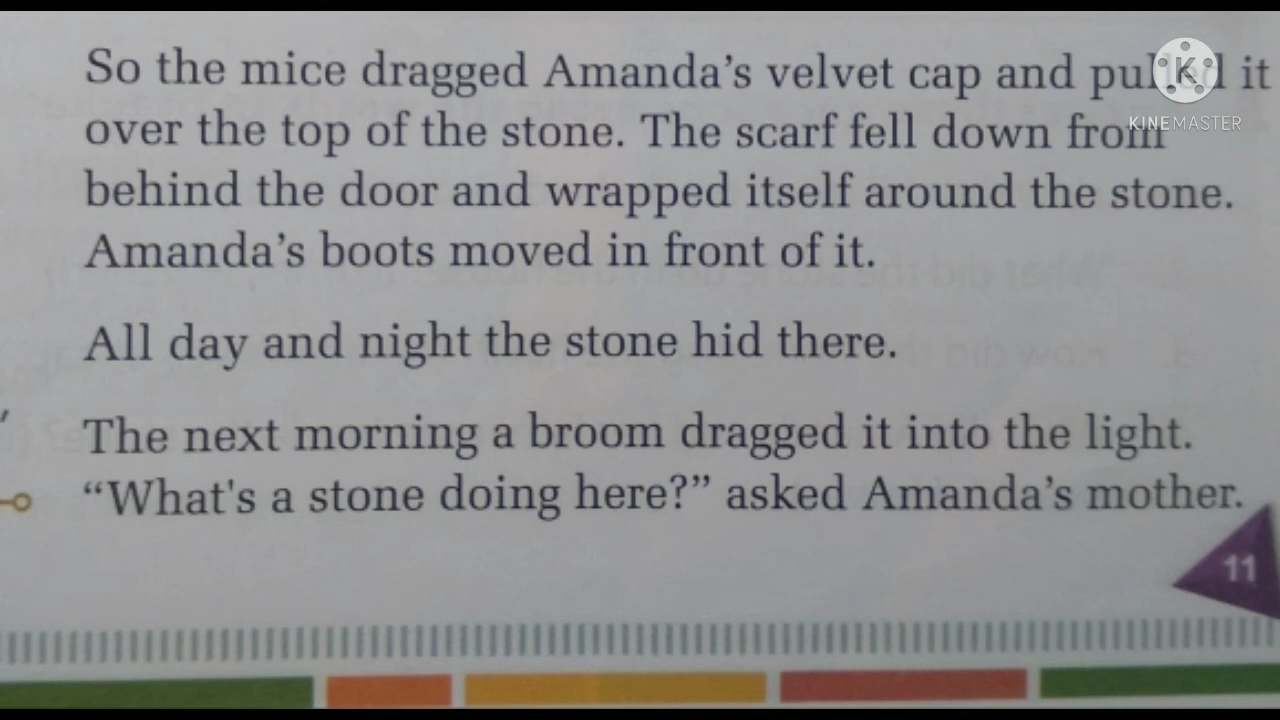 So the mice dragged Amanda's velvet cap and pulled it
over the top of the stone. The scarf fell down from
behind the door and wrapped itself around the stone.
Amanda's boots moved in front of it.
All day and night the stone hid there.
The next morning a broom dragged it into the light.
“What's a stone doing here?” asked Amanda's mother.
11
K
KINEMASTER